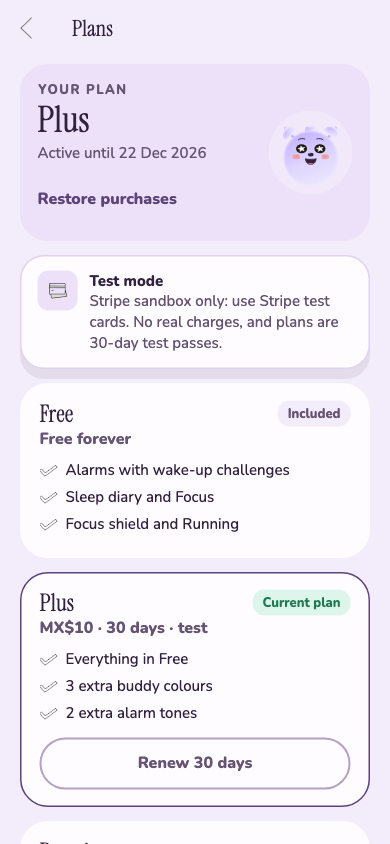 Plans
YOUR PLAN
Plus
Active until 22 Dec 2026
Restore purchases
Test mode
Stripe sandbox only: use Stripe test
cards. No real charges, and plans are
30-day test passes.
Free
Included
Free forever
Alarms with wake-up challenges
Sleep diary and Focus
Focus shield and Running
Plus
Current plan
MX$10 · 30 days · test
Everything in Free
3 extra buddy colours
2 extra alarm tones
Renew 30 days